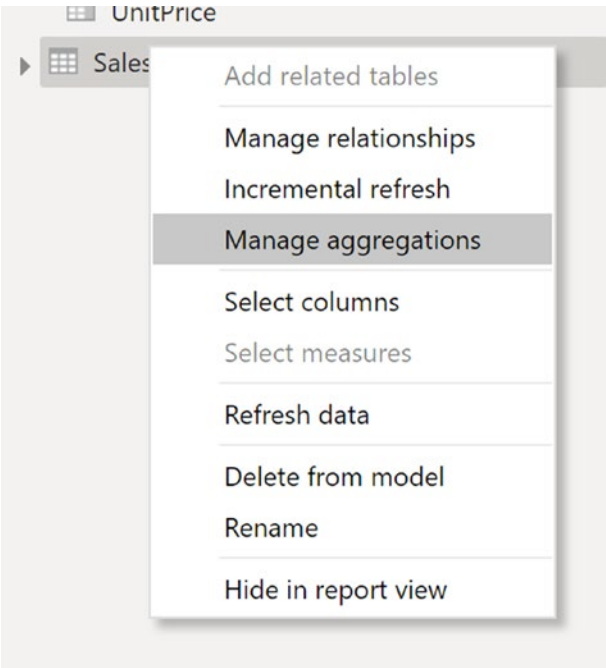 UnitPrice
Sales
Add related tables
Manage relationships
Incremental refresh
Manage aggregations
Select columns
Select measures
Refresh data
Delete from model
Rename
Hide in report view